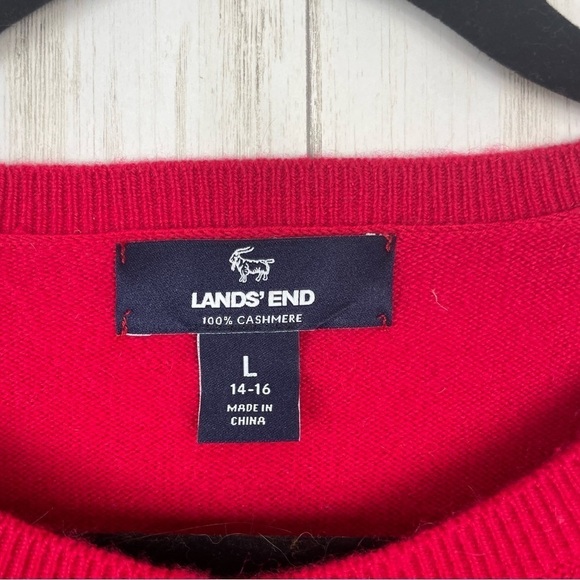 LANDS' END
100% CASHMERE
L
14-16
MADE IN
CHINA